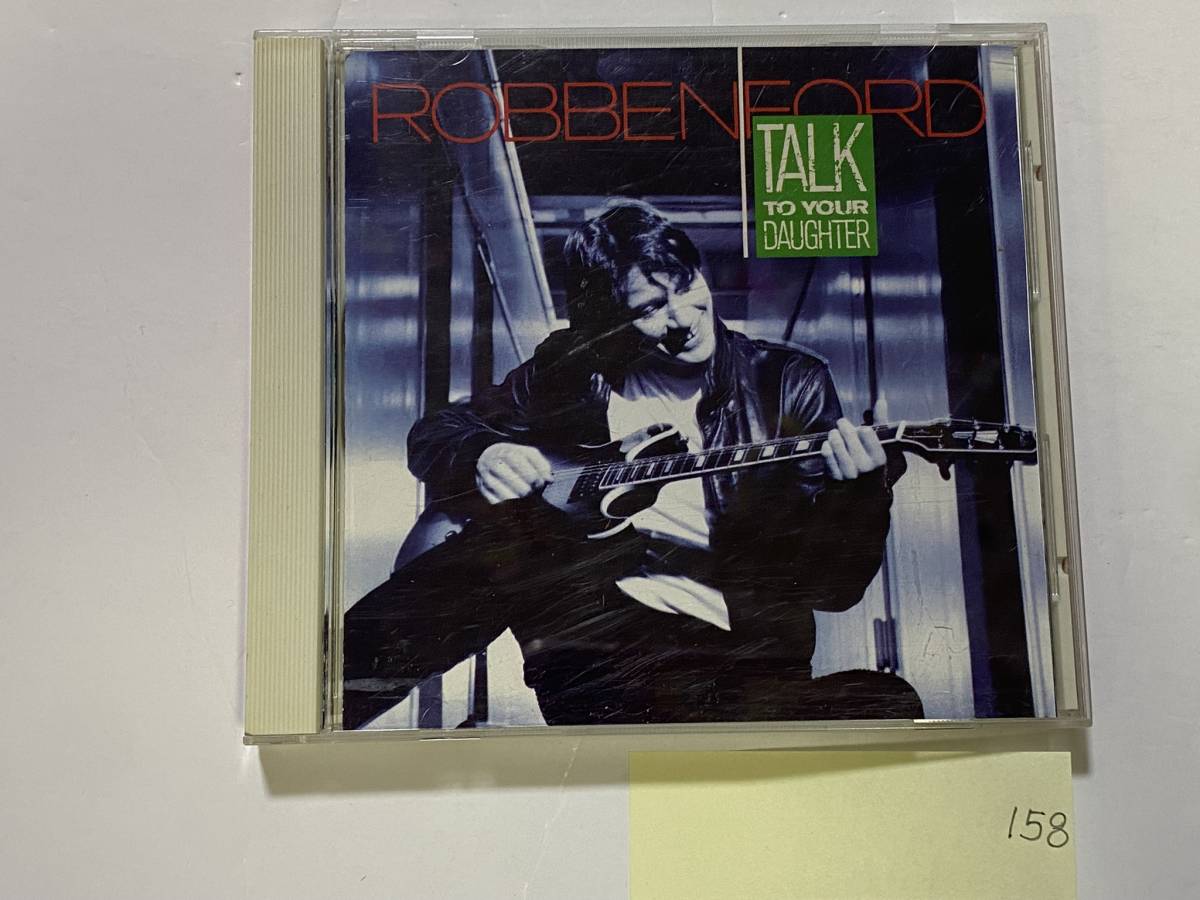 ROBBEN FORD
TALK
TO YOUR
DAUGHTER
158